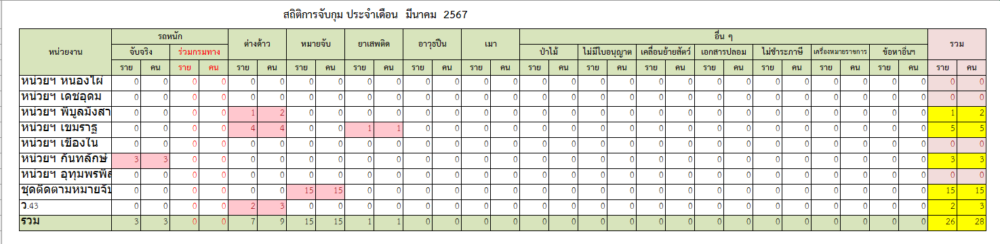 สถิติการจับกุม ประจำเดือน มีนาคม 2567
หน่วยงาน รถหนัก ต่างด้าว หมายจับ ยาเสพติด อาวุธปืน เมา อื่น ๆ รวม
จับจริง ร่วมกรมทาง ป่าไม้ ไม่มีใบอนุญาต เคลื่อนย้ายสัตว์ เอกสารปลอม ไม่ชำระภาษี เครื่องหมายราชการ ข้อหาอื่นฯ
ราย คน ราย คน ราย คน ราย คน ราย คน ราย คน ราย คน ราย คน ราย คน ราย คน ราย คน ราย คน ราย คน ราย คน ราย คน
หน่วยฯ หนองไผ่ 0 0 0 0 0 0 0 0 0 0 0 0 0 0 0 0 0 0 0 0 0 0 0 0 0 0 0 0 0 0
หน่วยฯ เดชอุดม 0 0 0 0 0 0 0 0 0 0 0 0 0 0 0 0 0 0 0 0 0 0 0 0 0 0 0 0 0 0
หน่วยฯ พิบูลมังสา 0 0 0 0 1 2 0 0 0 0 0 0 0 0 0 0 0 0 0 0 0 0 0 0 0 0 0 0 1 2
หน่วยฯ เขมราฐ 0 0 0 0 4 4 0 0 1 1 0 0 0 0 0 0 0 0 0 0 0 0 0 0 0 0 0 0 5 5
หน่วยฯ เขื่องใน 0 0 0 0 0 0 0 0 0 0 0 0 0 0 0 0 0 0 0 0 0 0 0 0 0 0 0 0 0 0
หน่วยฯ กันทลักษ์ 3 3 0 0 0 0 0 0 0 0 0 0 0 0 0 0 0 0 0 0 0 0 0 0 0 0 0 0 3 3
หน่วยฯ อุทุมพรพิส 0 0 0 0 0 0 0 0 0 0 0 0 0 0 0 0 0 0 0 0 0 0 0 0 0 0 0 0 0 0
ชุดติดตามหมายจับ 0 0 0 0 0 0 15 15 0 0 0 0 0 0 0 0 0 0 0 0 0 0 0 0 0 0 0 0 15 15
ว.43 0 0 0 0 2 3 0 0 0 0 0 0 0 0 0 0 0 0 0 0 0 0 0 0 0 0 0 0 2 3
รวม 3 3 0 0 7 9 15 15 1 1 0 0 0 0 0 0 0 0 0 0 0 0 0 0 0 0 0 0 26 28